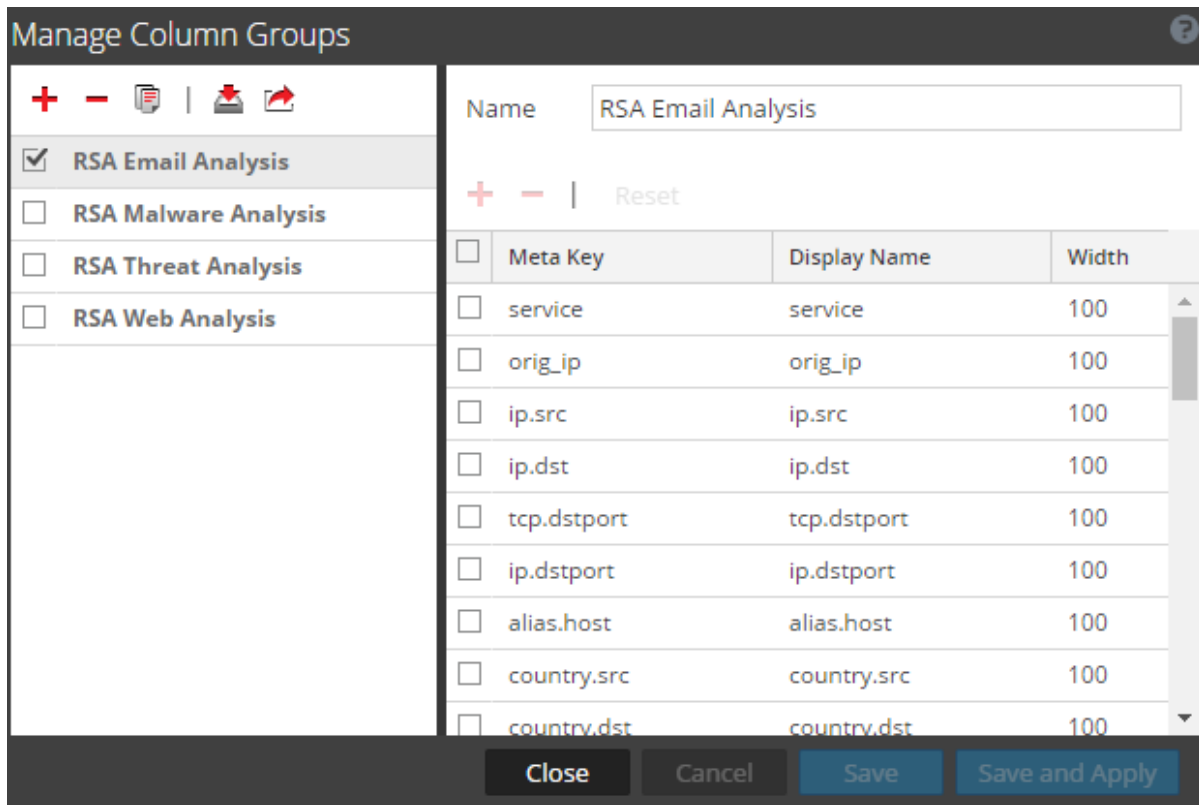 Manage Column Groups
?
RSA Email Analysis
RSA Malware Analysis
RSA Threat Analysis
RSA Web Analysis
Name RSA Email Analysis
Reset
Meta Key Display Name Width
service service 100
orig_ip orig_ip 100
ip.src ip.src 100
ip.dst ip.dst 100
tcp.dstport tcp.dstport 100
ip.dstport ip.dstport 100
alias.host alias.host 100
country.src country.src 100
country.dst country.dst 100
Close Cancel Save Save and Apply